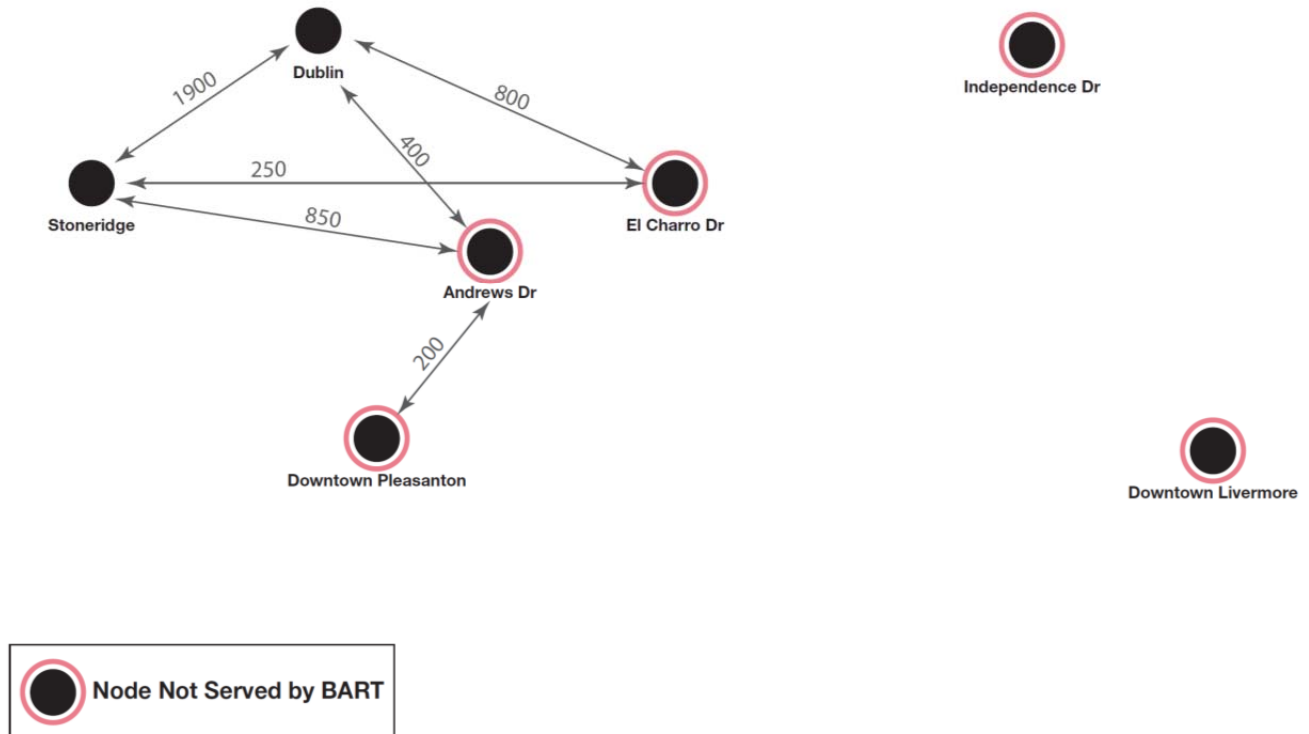 Dublin
Independence Dr
1900
800
400
250
Stoneridge
850
El Charro Dr
Andrews Dr
200
Downtown Pleasanton
Downtown Livermore
Node Not Served by BART